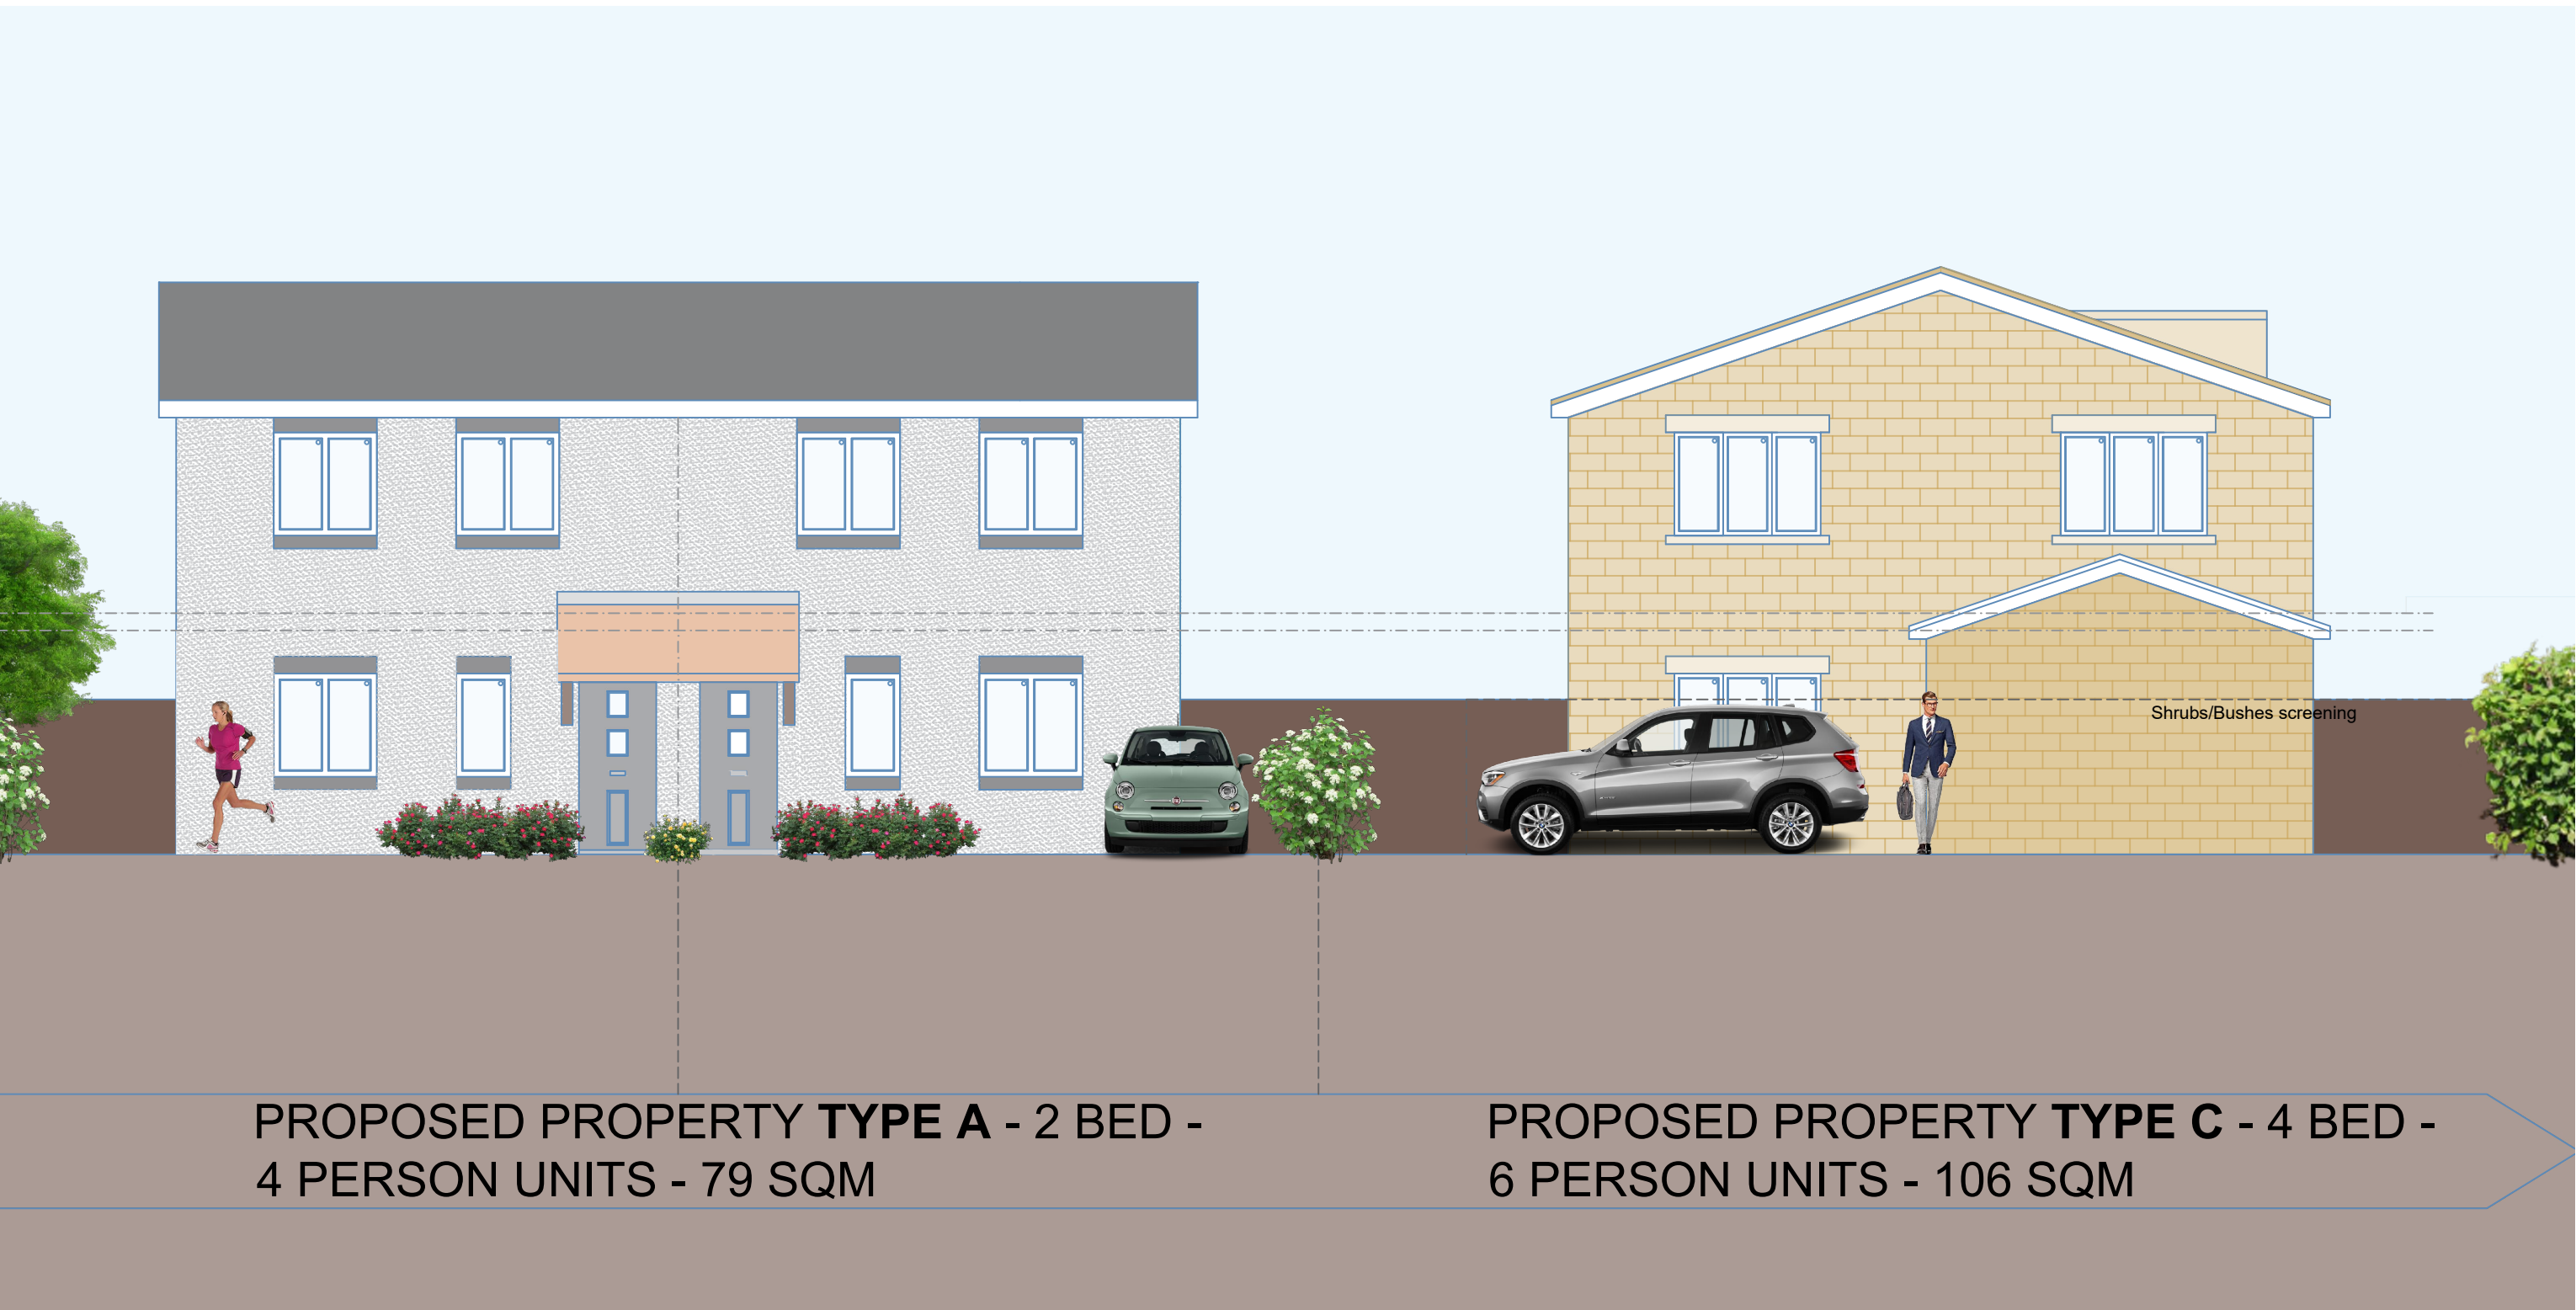 Shrubs/Bushes screening
PROPOSED PROPERTY TYPE A - 2 BED -
4 PERSON UNITS - 79 SQM
PROPOSED PROPERTY TYPE C - 4 BED -
6 PERSON UNITS - 106 SQM